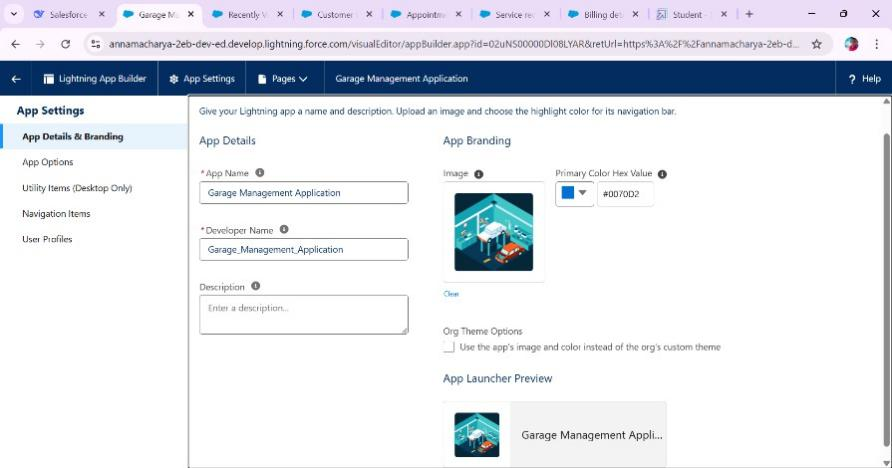 Salesforce
Garage Ma
Recently V
Customer
Appointme
Service re
Billing det
Student -
annamacharya-2eb-dev-ed.develop.lightning.force.com/visualEditor/appBuilder.app?id=02uNS00000DI08LYAR&retUrl=https%3A%2F%2Fannamacharya-2eb-d...
Lightning App Builder
App Settings
Pages
Garage Management Application
? Help
App Settings
App Details & Branding
App Options
Utility Items (Desktop Only)
Navigation Items
User Profiles
Give your Lightning app a name and description. Upload an image and choose the highlight color for its navigation bar.
App Details
*App Name
Garage Management Application
*Developer Name
Garage_Management_Application
Description
Enter a description...
App Branding
Image
Primary Color Hex Value
#0070D2
Clear
Org Theme Options
Use the app's image and color instead of the org's custom theme
App Launcher Preview
Garage Management Appli...